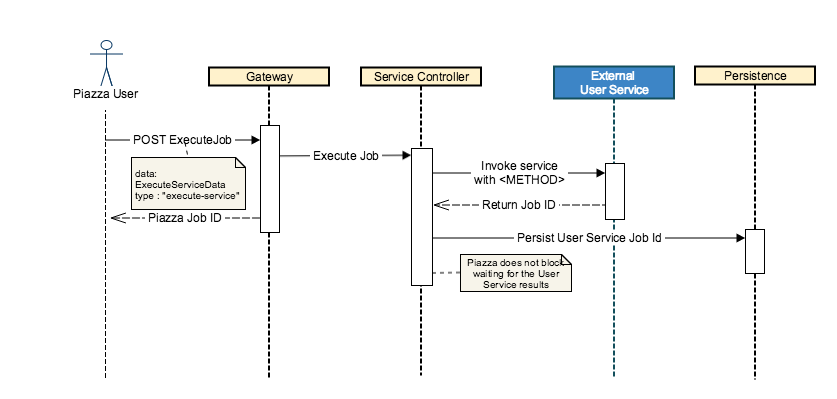 Piazza User
Gateway
Service Controller
External
User Service
Persistence
POST ExecuteJob
data:
ExecuteServiceData
type : "execute-service"
Execute Job
Invoke service
with <METHOD>
Return Job ID
Piazza Job ID
Persist User Service Job Id
Piazza does not block
waiting for the User
Service results